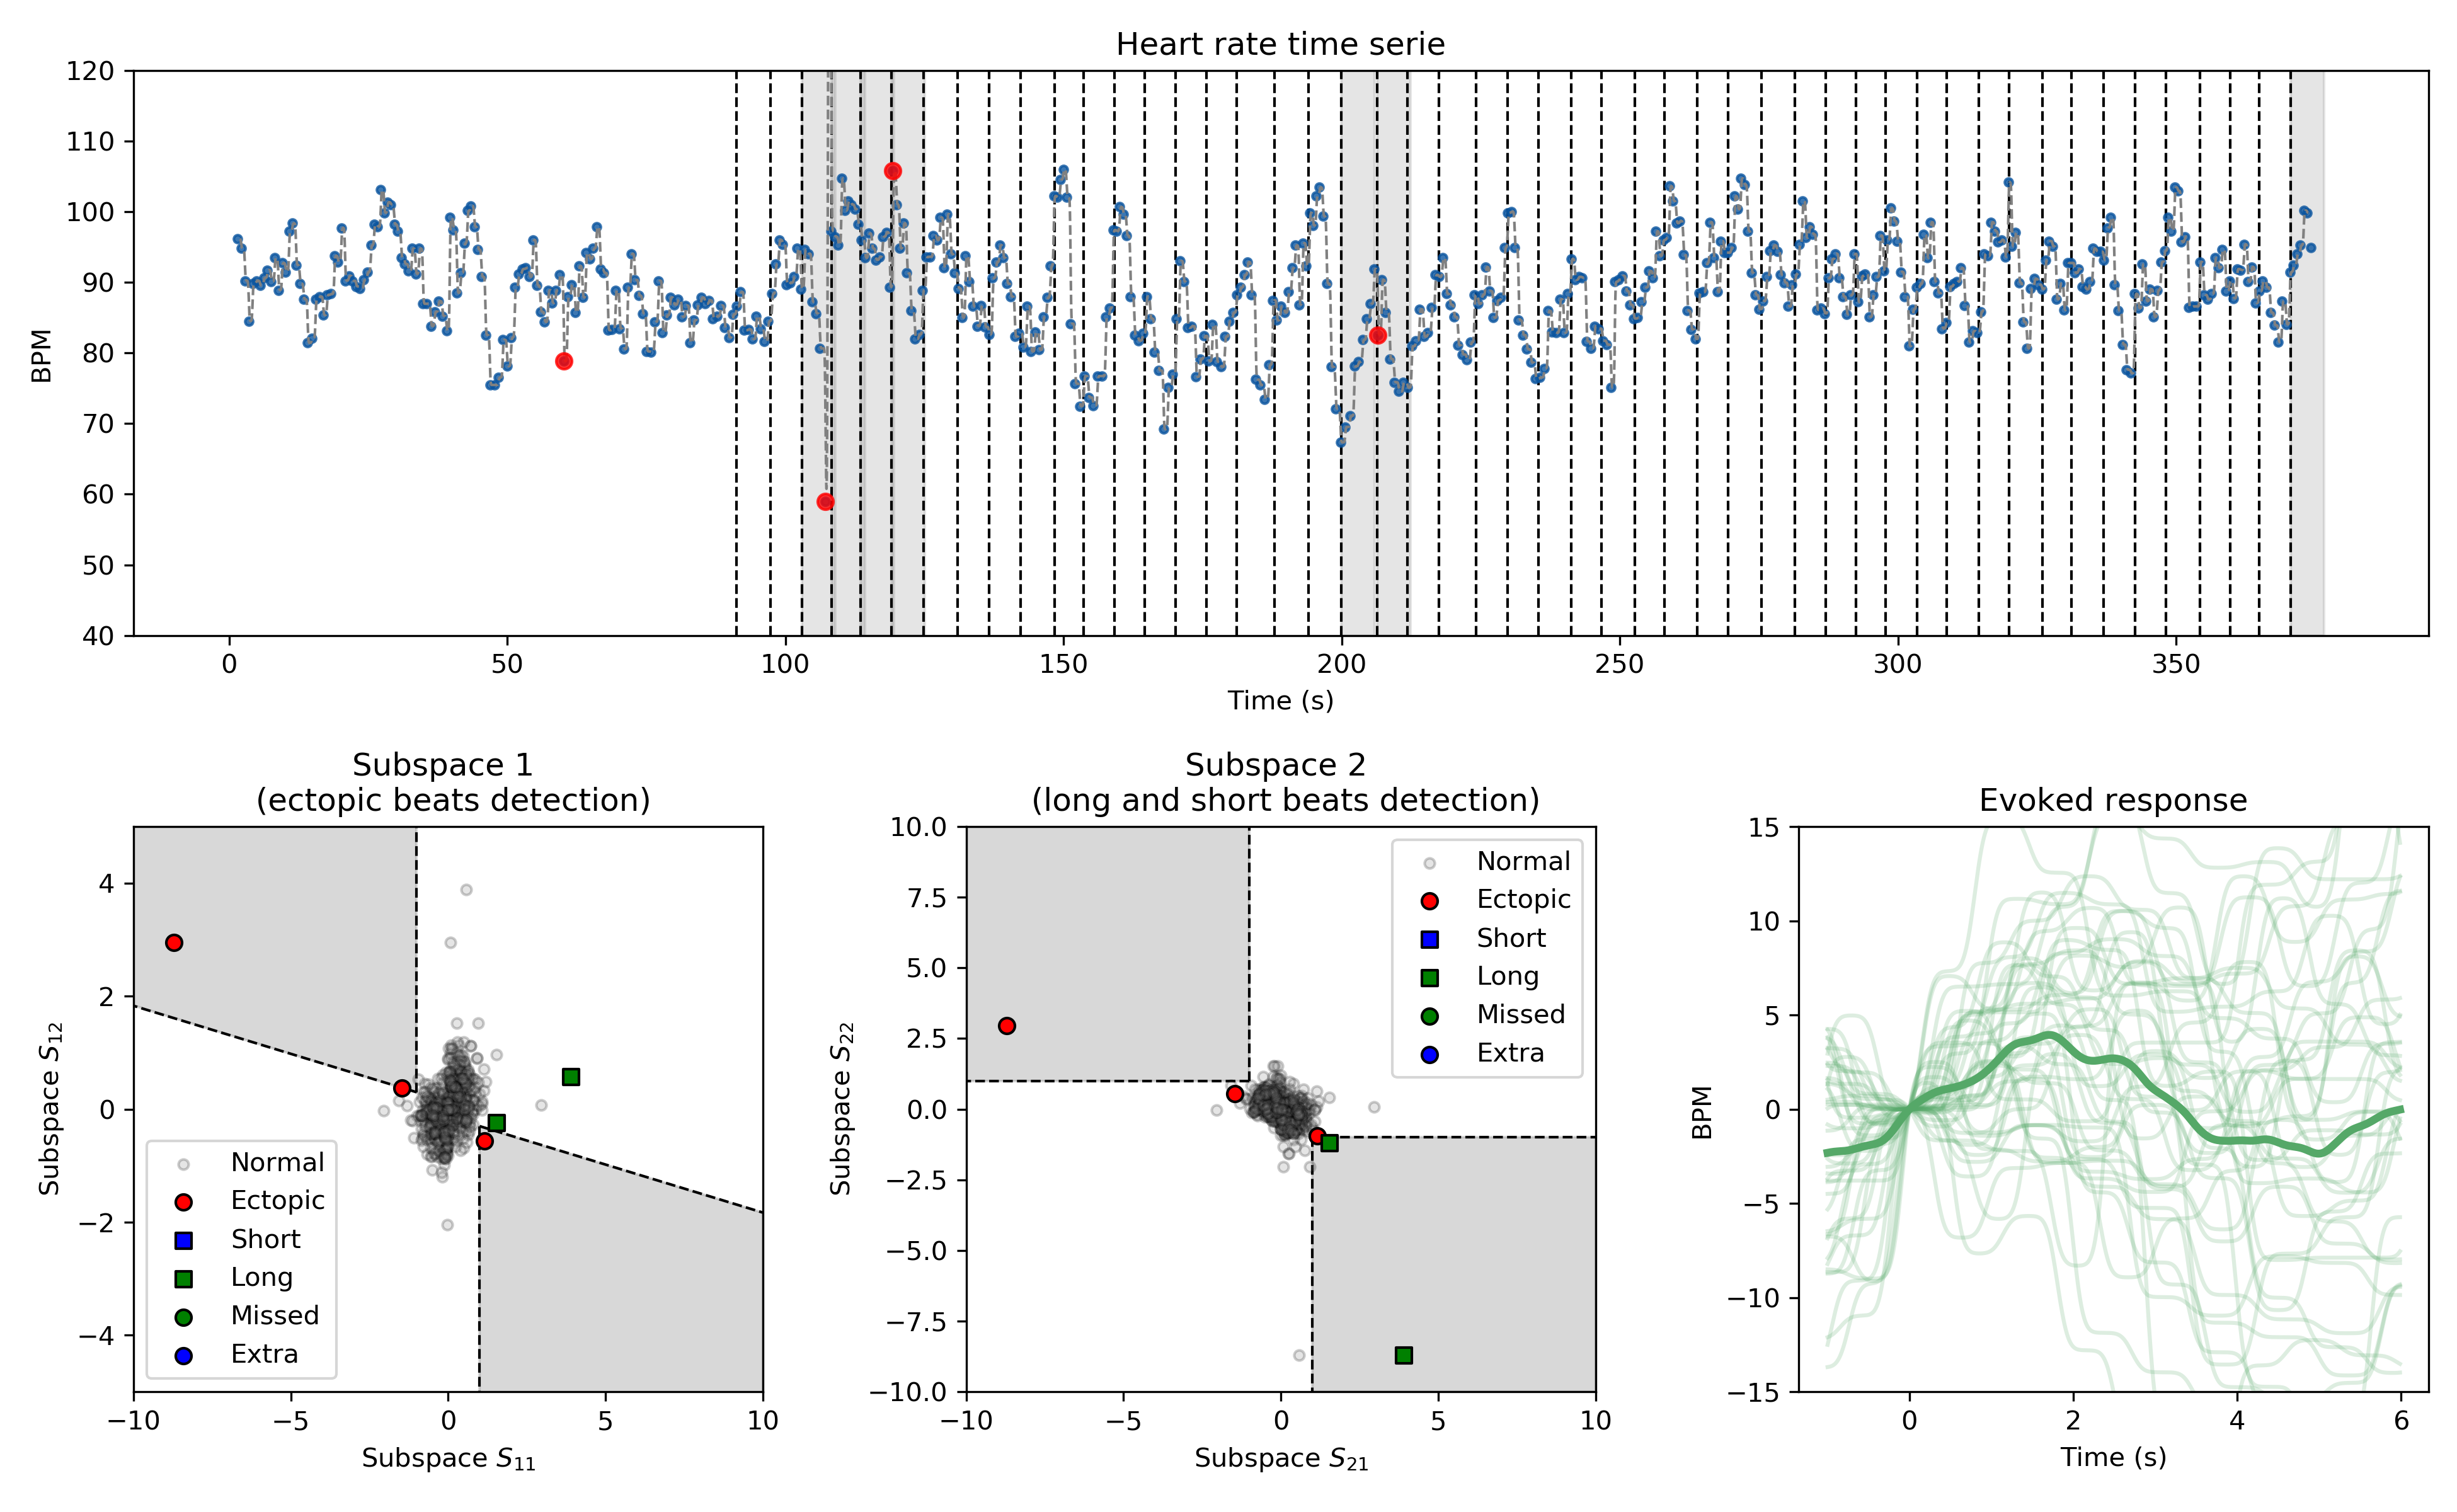 Heart rate time serie
120
110
100
90
80
70
60
50
40
BPM
0 50 100 150 200 250 300 350
Time (s)
Subspace 1
(ectopic beats detection)
4
2
0
−2
−4
Subspace S₁₂
Normal
Ectopic
Short
Long
Missed
Extra
−10 −5 0 5 10
Subspace S₁₁
Subspace 2
(long and short beats detection)
10.0
7.5
5.0
2.5
0.0
−2.5
−5.0
−7.5
−10.0
Subspace S₂₂
Normal
Ectopic
Short
Long
Missed
Extra
−10 −5 0 5 10
Subspace S₂₁
Evoked response
15
10
5
0
−5
−10
−15
BPM
0 2 4 6
Time (s)